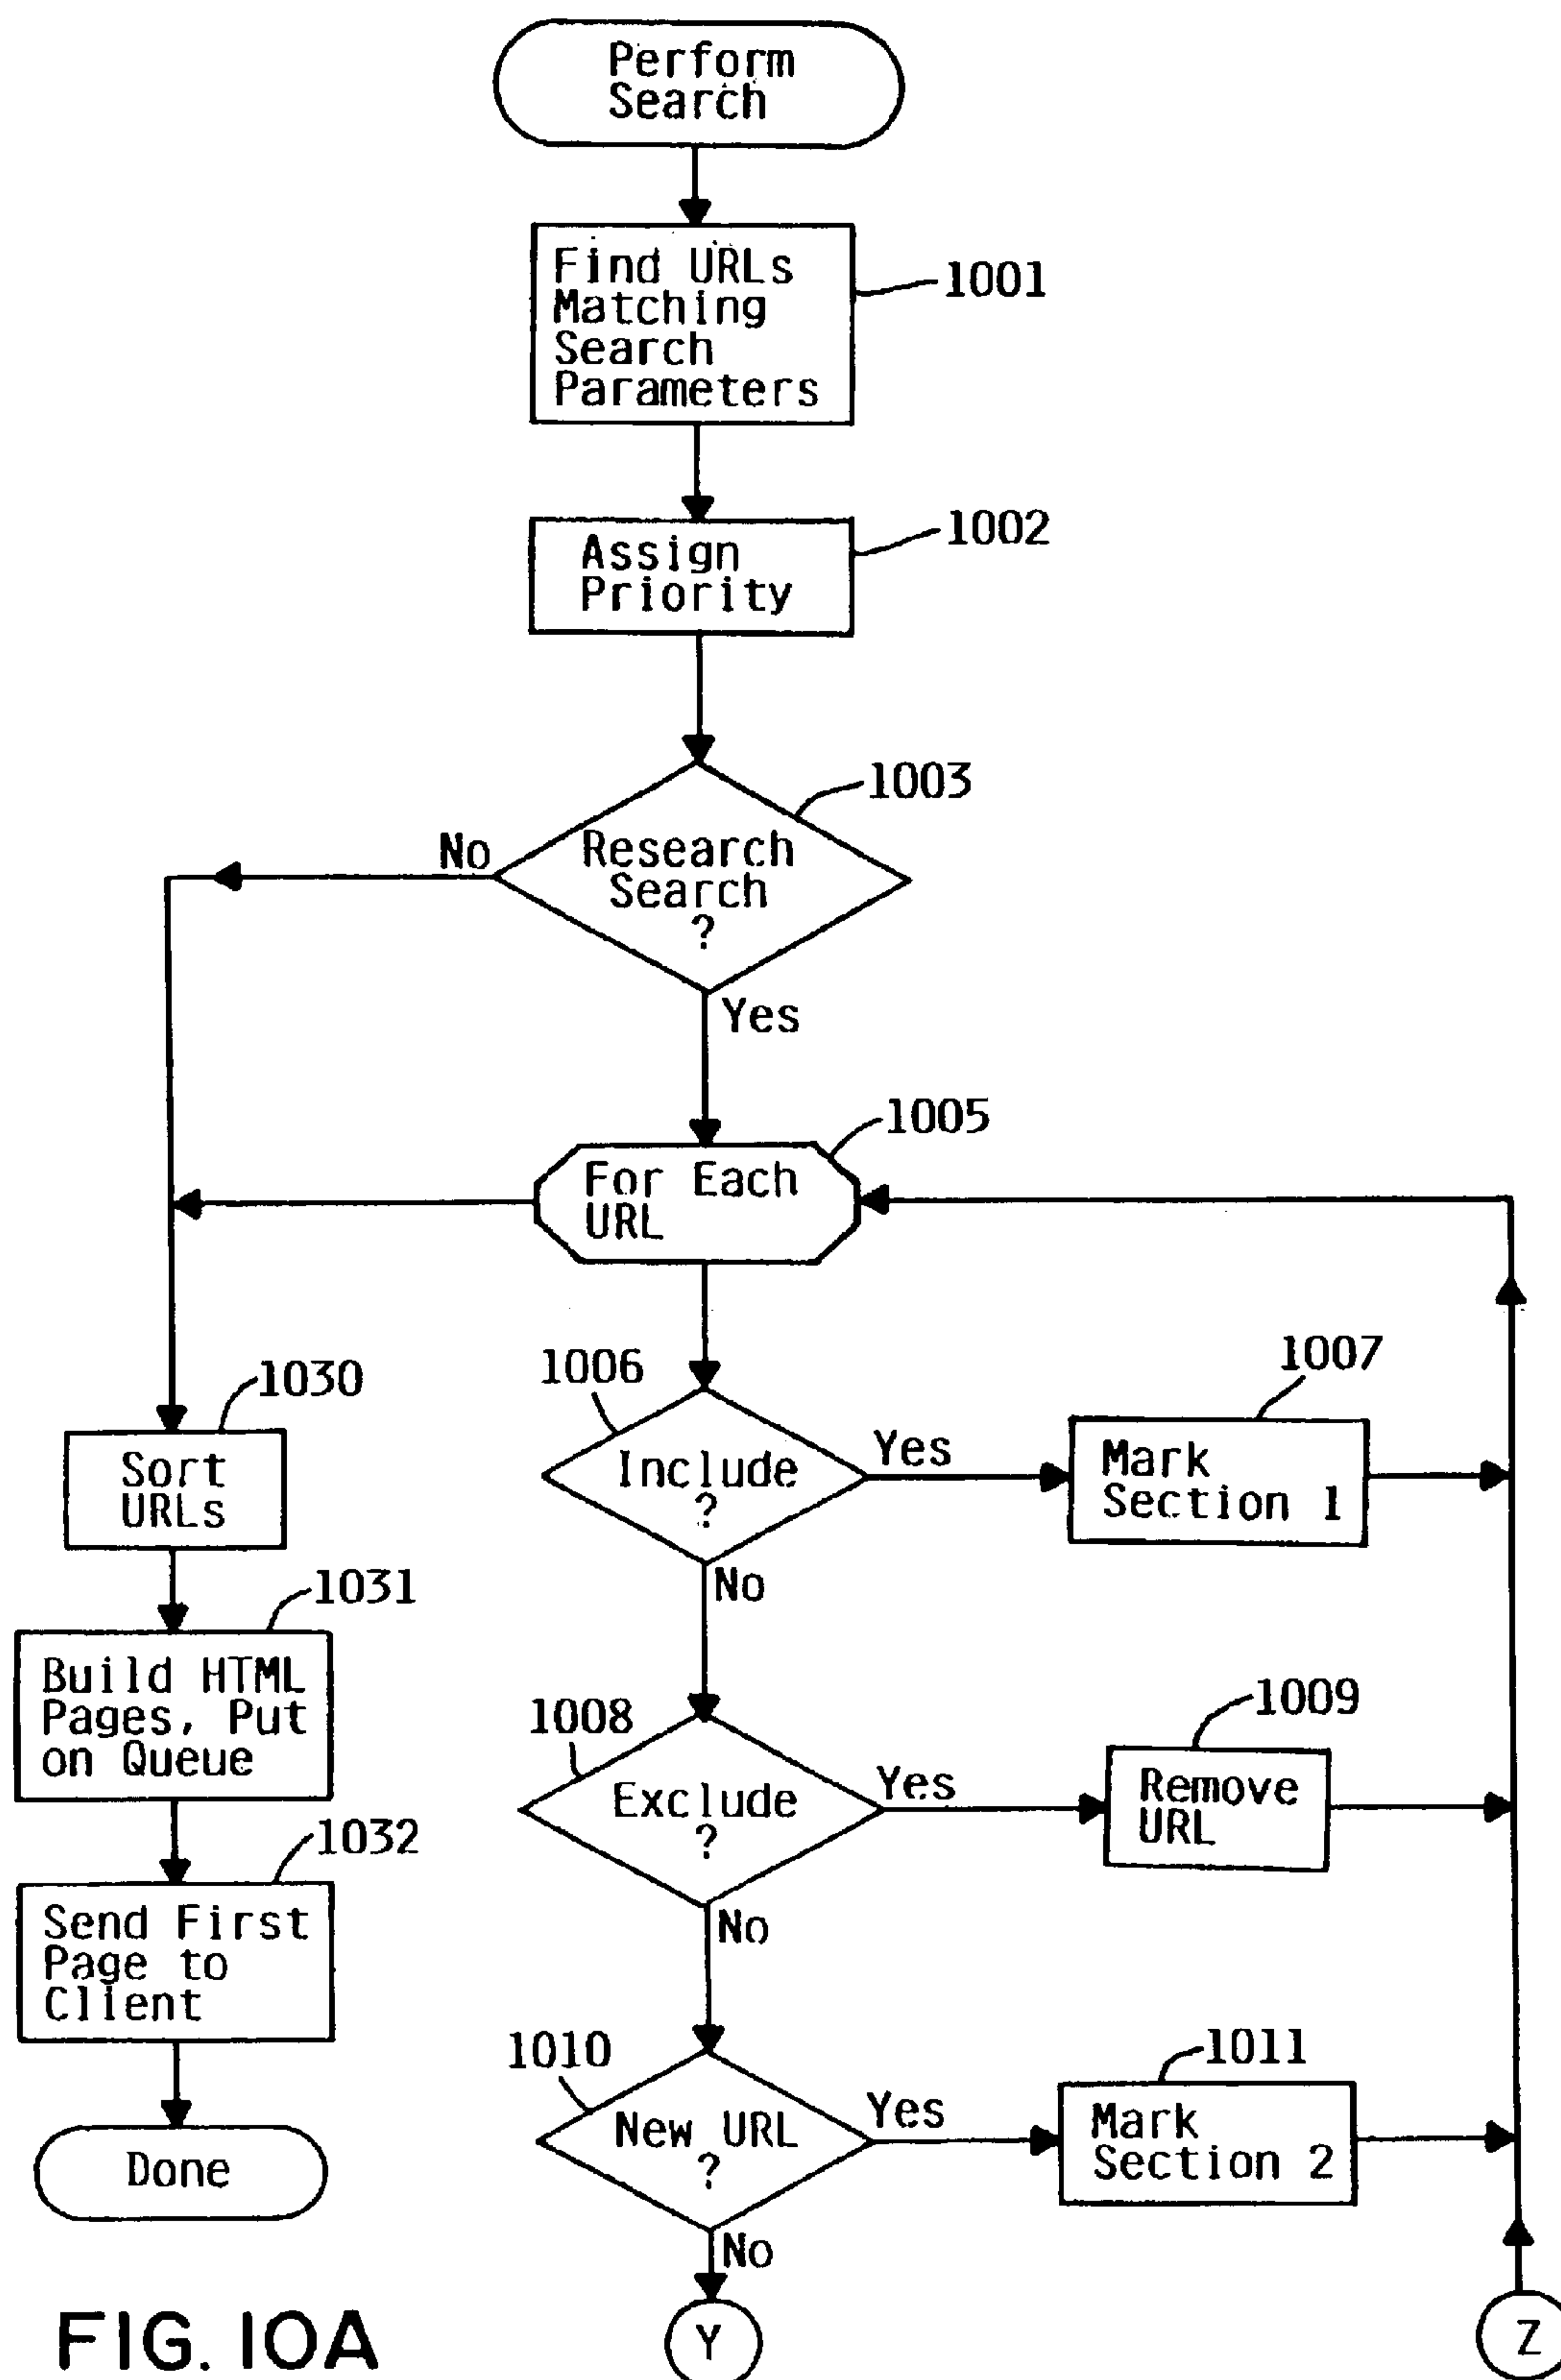 Perform
Search
Find URLs
Matching
Search
Parameters
1001
Assign
Priority
1002
Research
Search
?
1003
No
Yes
For Each
URL
1005
1006
Include
?
Yes
No
Mark
Section 1
1007
1008
Exclude
?
Yes
No
Remove
URL
1009
1010
New URL
?
Yes
No
Mark
Section 2
1011
Y
Z
Sort
URLs
1030
Build HTML
Pages, Put
on Queue
1031
Send First
Page to
Client
1032
Done
FIG. 10A